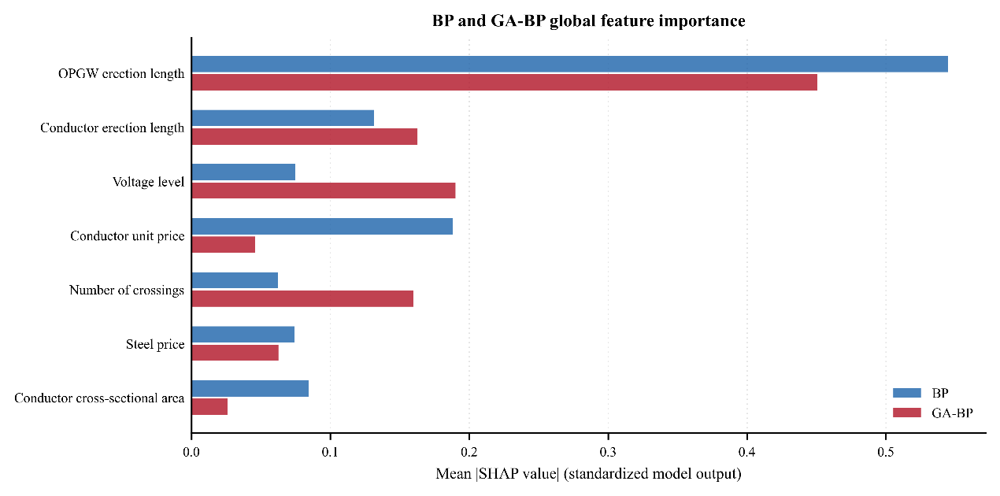 BP and GA-BP global feature importance
OPGW erection length
Conductor erection length
Voltage level
Conductor unit price
Number of crossings
Steel price
Conductor cross-sectional area
BP
GA-BP
0.0 0.1 0.2 0.3 0.4 0.5
Mean |SHAP value| (standardized model output)